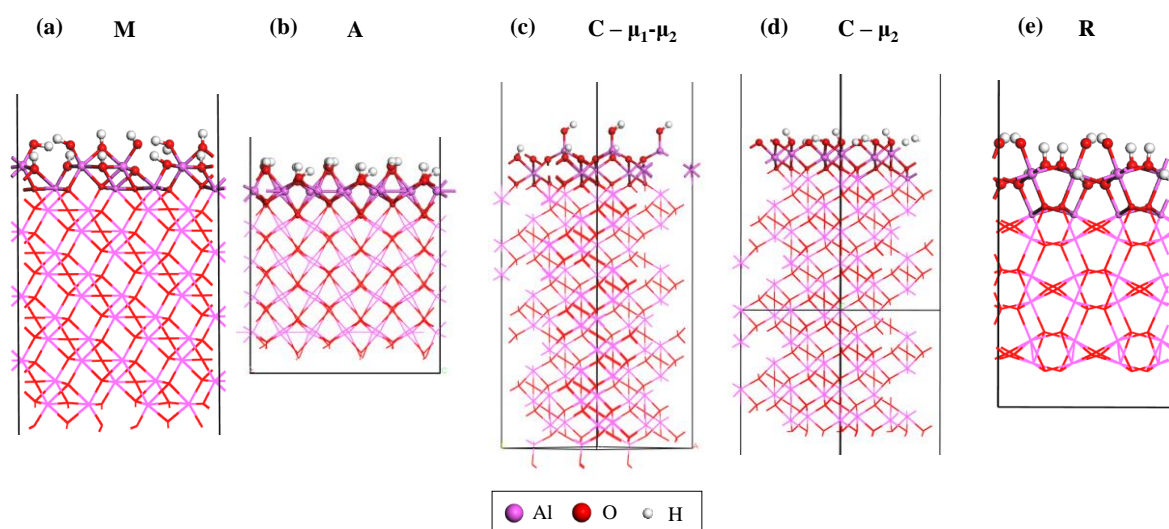 (a) M
(b) A
(c) C – μ₁-μ₂
(d) C – μ₂
(e) R
Al O H